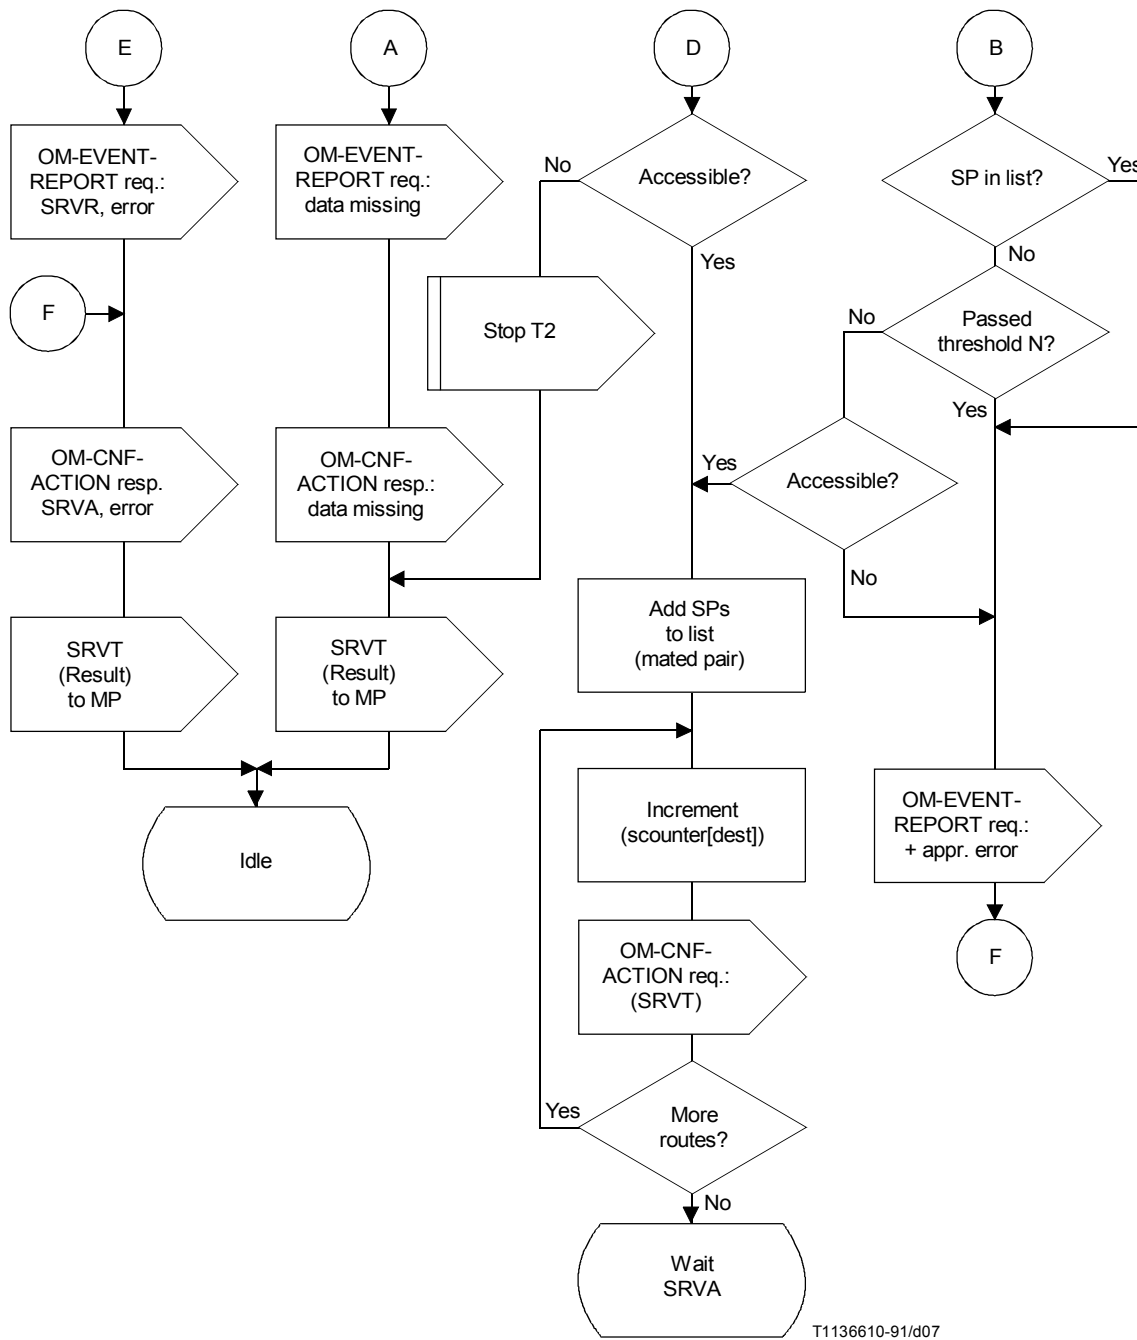 E
A
D
B
OM-EVENT-
REPORT req.:
SRVR, error
OM-EVENT-
REPORT req.:
data missing
No
Accessible?
Yes
SP in list?
Yes
No
F
Stop T2
No
Passed
threshold N?
Yes
OM-CNF-
ACTION resp.
SRVA, error
OM-CNF-
ACTION resp.:
data missing
Yes
Accessible?
No
SRVT
(Result)
to MP
SRVT
(Result)
to MP
Add SPs
to list
(mated pair)
Idle
Increment
(scounter[dest])
OM-EVENT-
REPORT req.:
+ appr. error
OM-CNF-
ACTION req.:
(SRVT)
F
Yes
More
routes?
No
Wait
SRVA
T1136610-91/d07